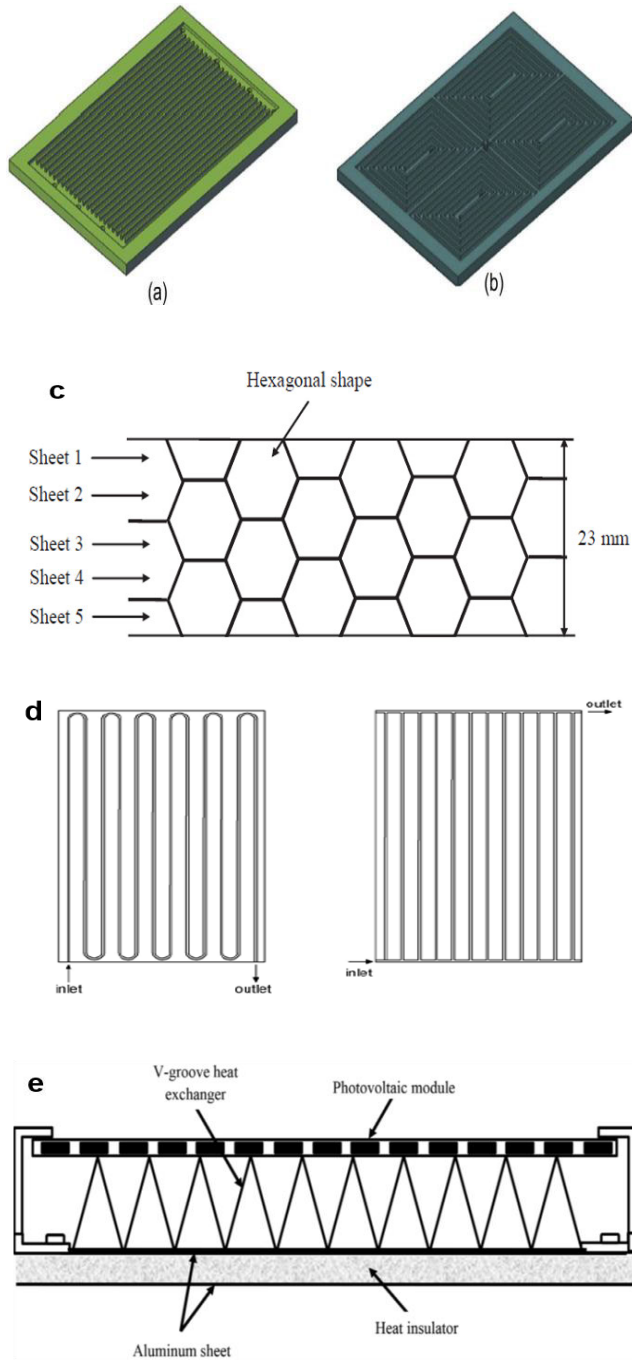 (a)
(b)
c
Hexagonal shape
Sheet 1
Sheet 2
Sheet 3
Sheet 4
Sheet 5
23 mm
d
inlet
outlet
outlet
inlet
e
V-groove heat
exchanger
Photovoltaic module
Heat insulator
Aluminum sheet